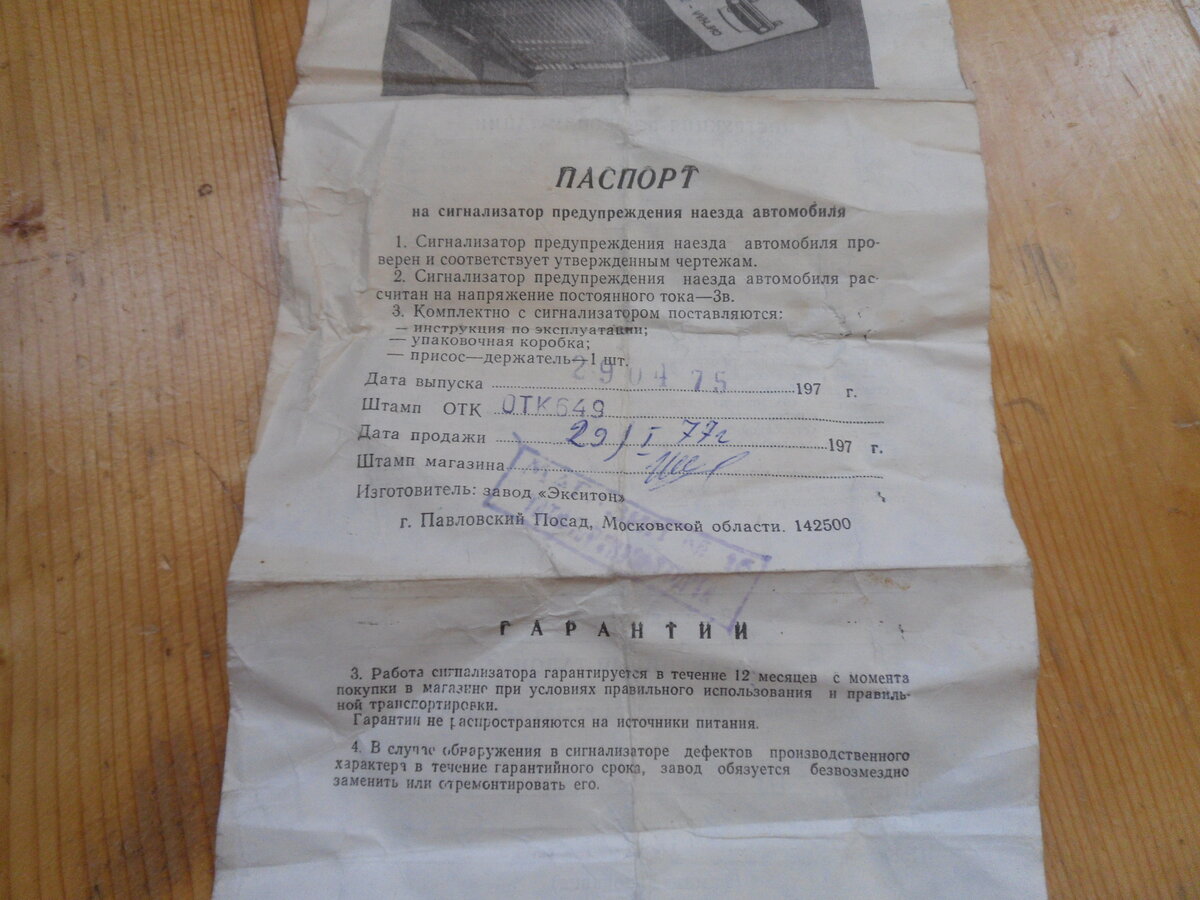 ПАСПОРТ
на сигнализатор предупреждения наезда автомобиля
1. Сигнализатор предупреждения наезда автомобиля про-
верен и соответствует утвержденным чертежам.
2. Сигнализатор предупреждения наезда автомобиля рас-
считан на напряжение постоянного тока—3в.
3. Комплектно с сигнализатором поставляются:
— инструкция по эксплуатации;
— упаковочная коробка;
— присос—держатель—1 шт.
Дата выпуска 29 04 75 197 г.
Штамп ОТК ОТК649
Дата продажи 29/I 77г 197 г.
Штамп магазина
Изготовитель: завод «Экситон»
г. Павловский Посад, Московской области. 142500
ГАРАНТИИ
3. Работа сигнализатора гарантируется в течение 12 месяцев с момента
покупки в магазине при условиях правильного использования и правиль-
ной транспортировки.
Гарантии не распространяются на источники питания.
4. В случае обнаружения в сигнализаторе дефектов производственного
характера в течение гарантийного срока, завод обязуется безвозмездно
заменить или отремонтировать его.